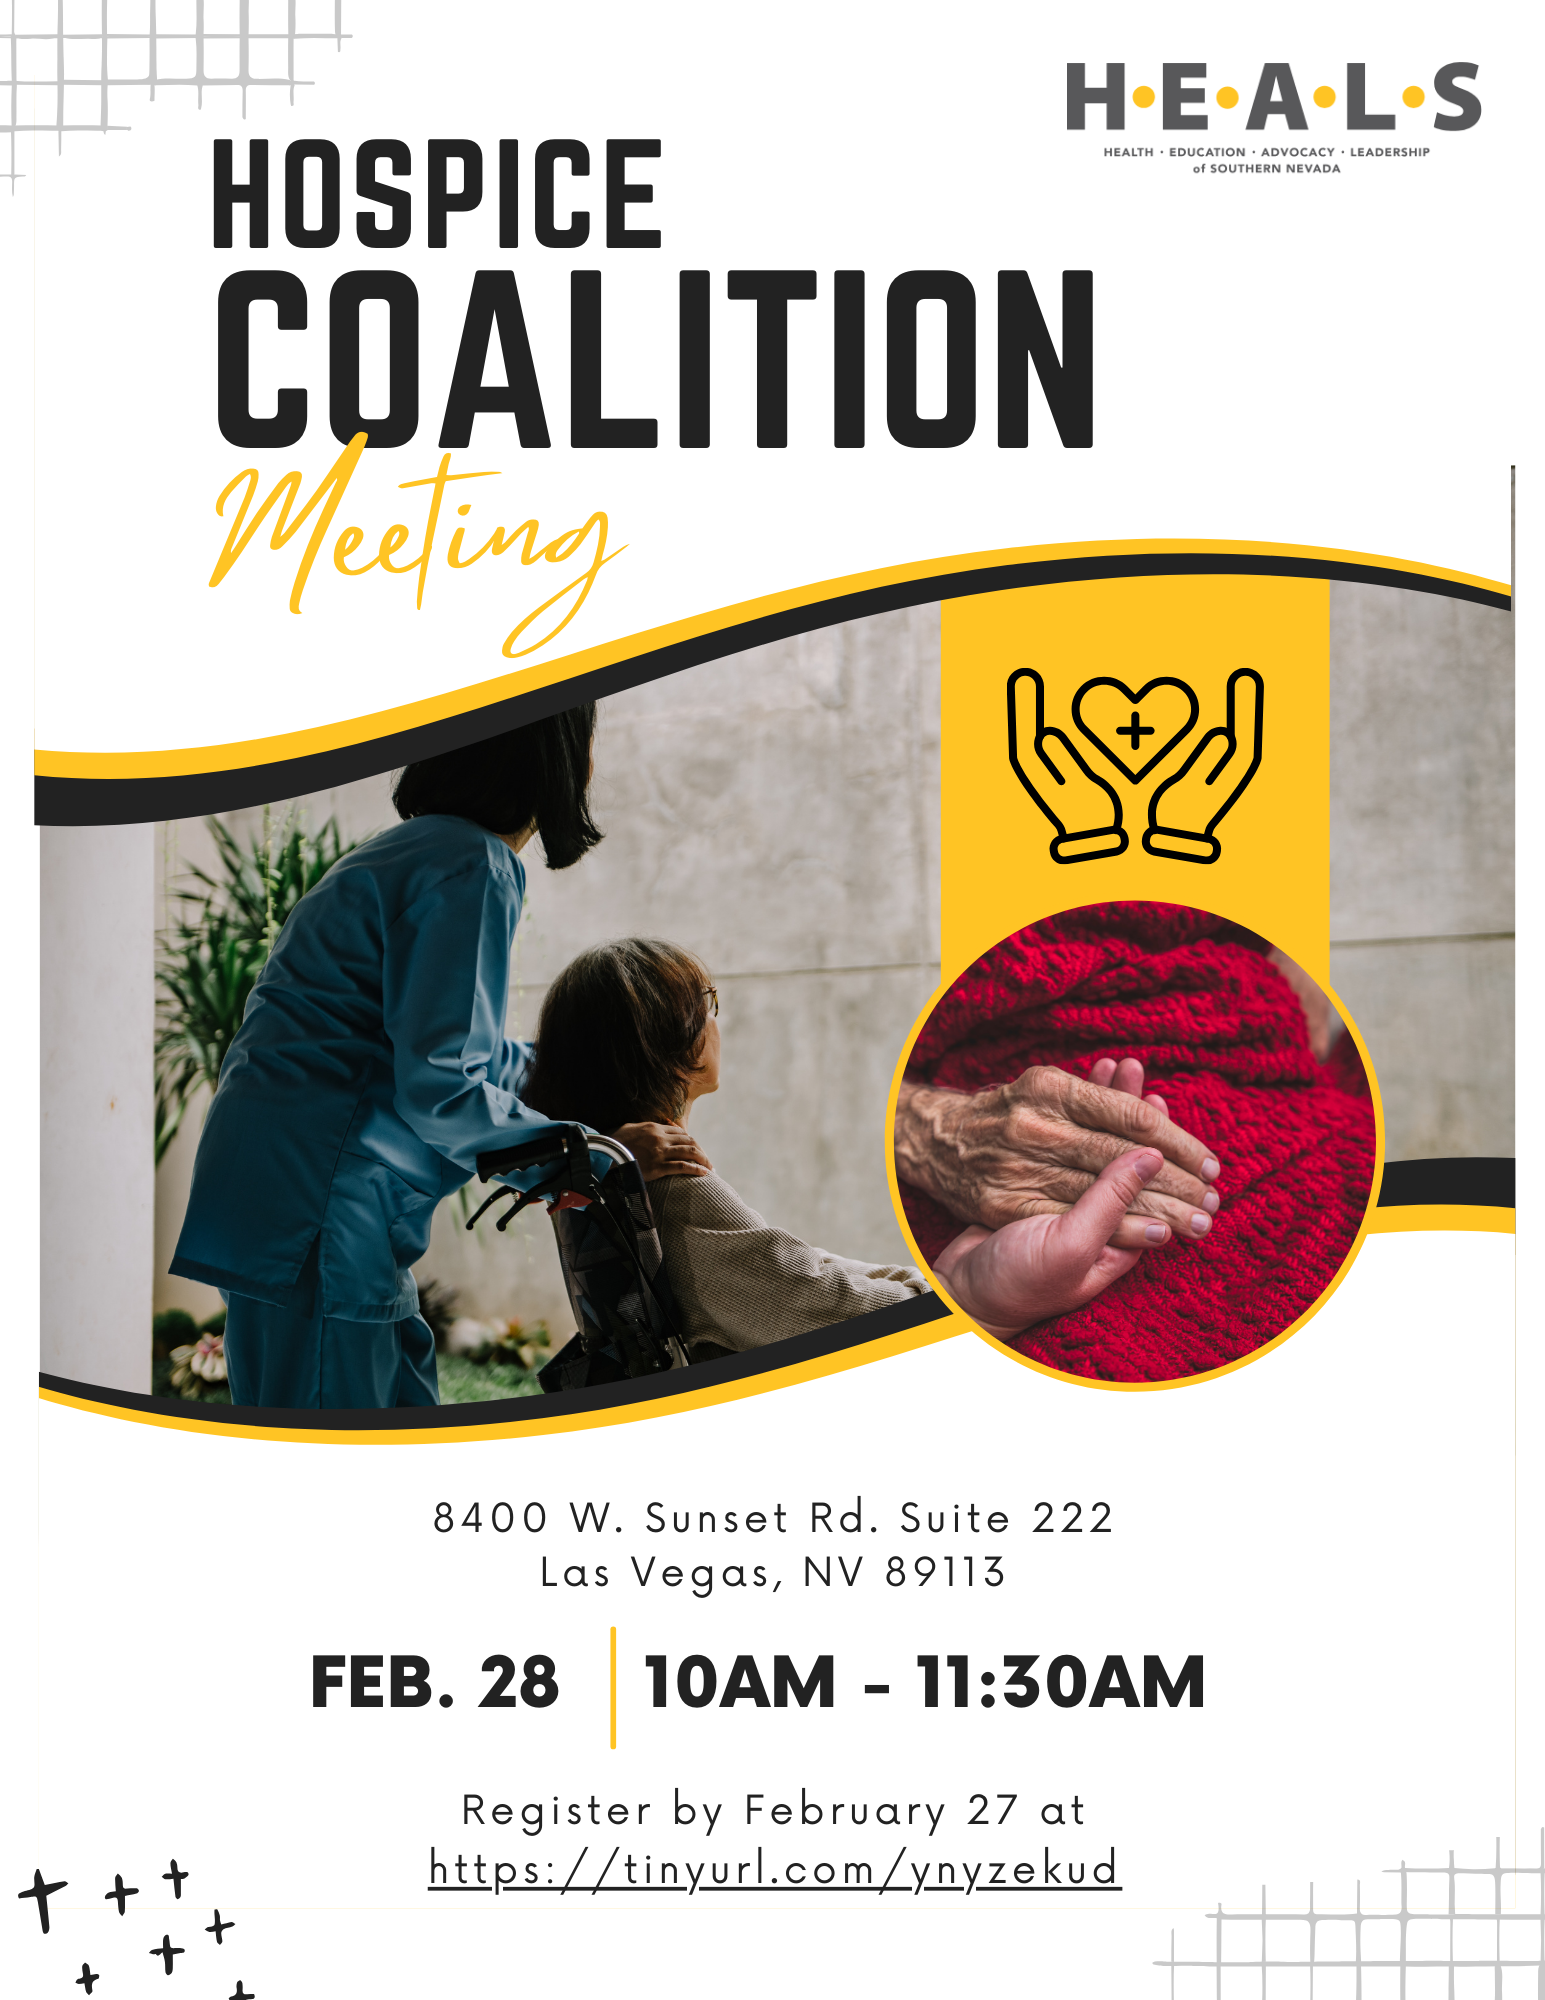 H•E•A•L•S
HEALTH • EDUCATION • ADVOCACY • LEADERSHIP
of SOUTHERN NEVADA
HOSPICE
COALITION
Meeting
8400 W. Sunset Rd. Suite 222
Las Vegas, NV 89113
FEB. 28 | 10AM - 11:30AM
Register by February 27 at
https://tinyurl.com/ynyzekud